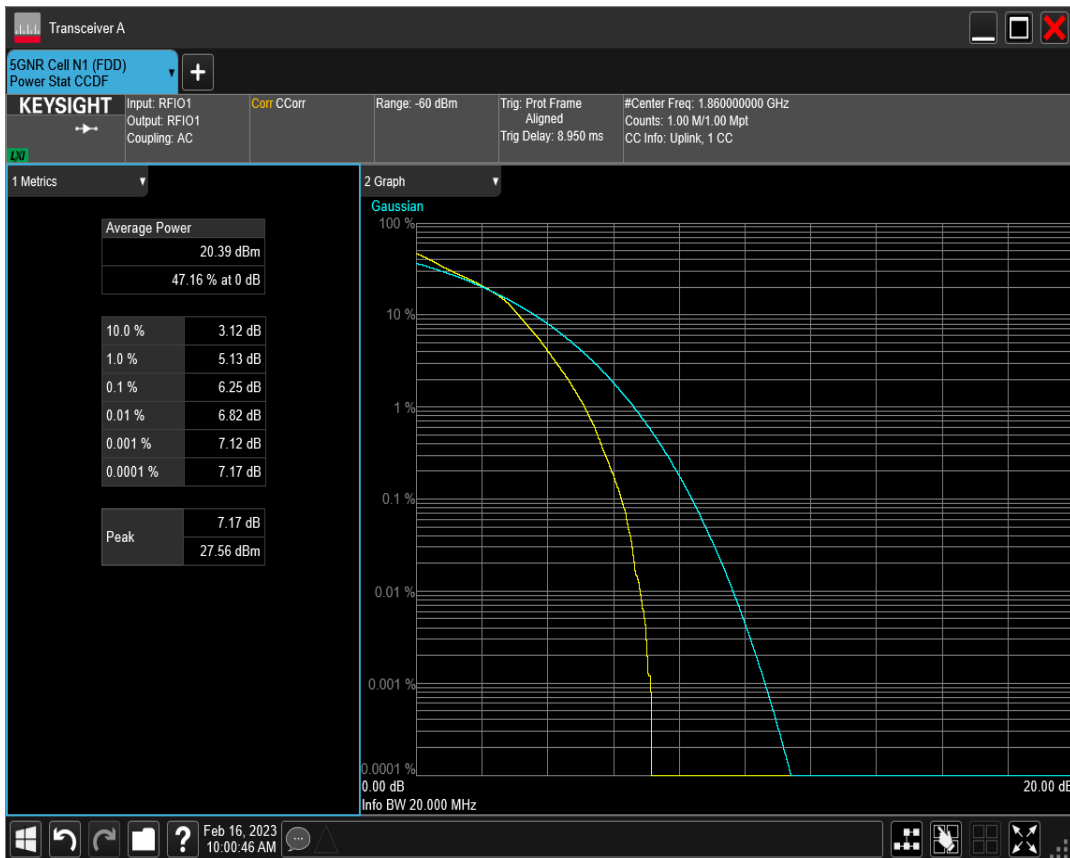 Transceiver A
5GNR Cell N1 (FDD)
Power Stat CCDF
KEYSIGHT
LXI
Input: RFIO1
Output: RFIO1
Coupling: AC
Corr CCorr
Range: -60 dBm
Trig: Prot Frame
Aligned
Trig Delay: 8.950 ms
#Center Freq: 1.860000000 GHz
Counts: 1.00 M/1.00 Mpt
CC Info: Uplink, 1 CC
1 Metrics
Average Power
20.39 dBm
47.16 % at 0 dB
10.0 % 3.12 dB
1.0 % 5.13 dB
0.1 % 6.25 dB
0.01 % 6.82 dB
0.001 % 7.12 dB
0.0001 % 7.17 dB
Peak 7.17 dB
27.56 dBm
2 Graph
Gaussian
100 %
10 %
1 %
0.1 %
0.01 %
0.001 %
0.0001 %
0.00 dB 20.00 dB
Info BW 20.000 MHz
? Feb 16, 2023
10:00:46 AM